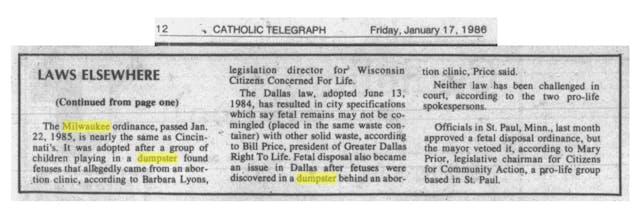 12 CATHOLIC TELEGRAPH Friday, January 17, 1986
LAWS ELSEWHERE
(Continued from page one)
The Milwaukee ordinance, passed Jan.
22, 1985, is nearly the same as Cincin-
nati's. It was adopted after a group of
children playing in a dumpster found
fetuses that allegedly came from an abor-
tion clinic, according to Barbara Lyons,
legislation director for Wisconsin
Citizens Concerned For Life.
The Dallas law, adopted June 13,
1984, has resulted in city specifications
which say fetal remains may not be co-
mingled (placed in the same waste con-
tainer) with other solid waste, according
to Bill Price, president of Greater Dallas
Right To Life. Fetal disposal also became
an issue in Dallas after fetuses were
discovered in a dumpster behind an abor-
tion clinic, Price said.
Neither law has been challenged in
court, according to the two pro-life
spokespersons.
Officials in St. Paul, Minn., last month
approved a fetal disposal ordinance, but
the mayor vetoed it, according to Mary
Prior, legislative chairman for Citizens
for Community Action, a pro-life group
based in St. Paul.